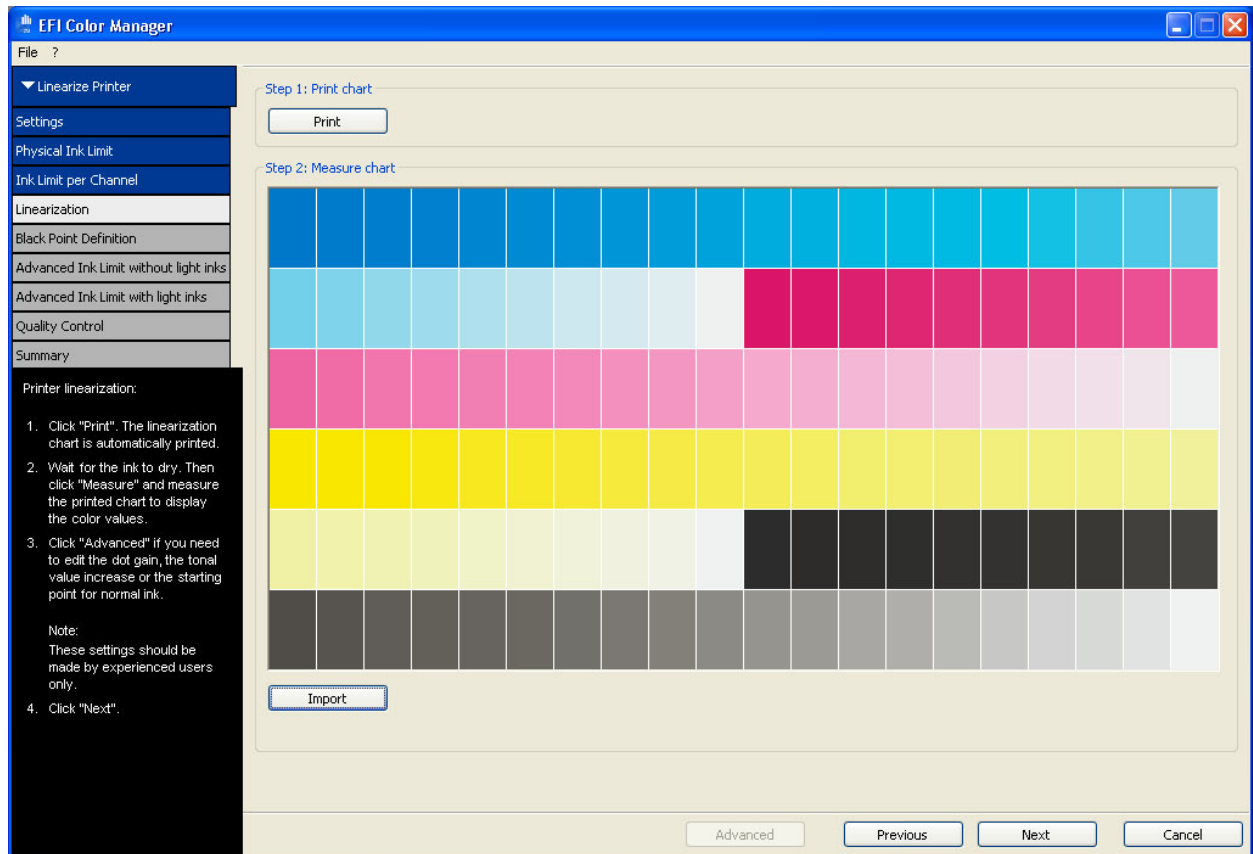 EFI Color Manager
File ?
Linearize Printer
Settings
Physical Ink Limit
Ink Limit per Channel
Linearization
Black Point Definition
Advanced Ink Limit without light inks
Advanced Ink Limit with light inks
Quality Control
Summary
Printer linearization:
1. Click "Print". The linearization
chart is automatically printed.
2. Wait for the ink to dry. Then
click "Measure" and measure
the printed chart to display
the color values.
3. Click "Advanced" if you need
to edit the dot gain, the tonal
value increase or the starting
point for normal ink.
Note:
These settings should be
made by experienced users
only.
4. Click "Next".
Step 1: Print chart
Print
Step 2: Measure chart
Import
Advanced Previous Next Cancel